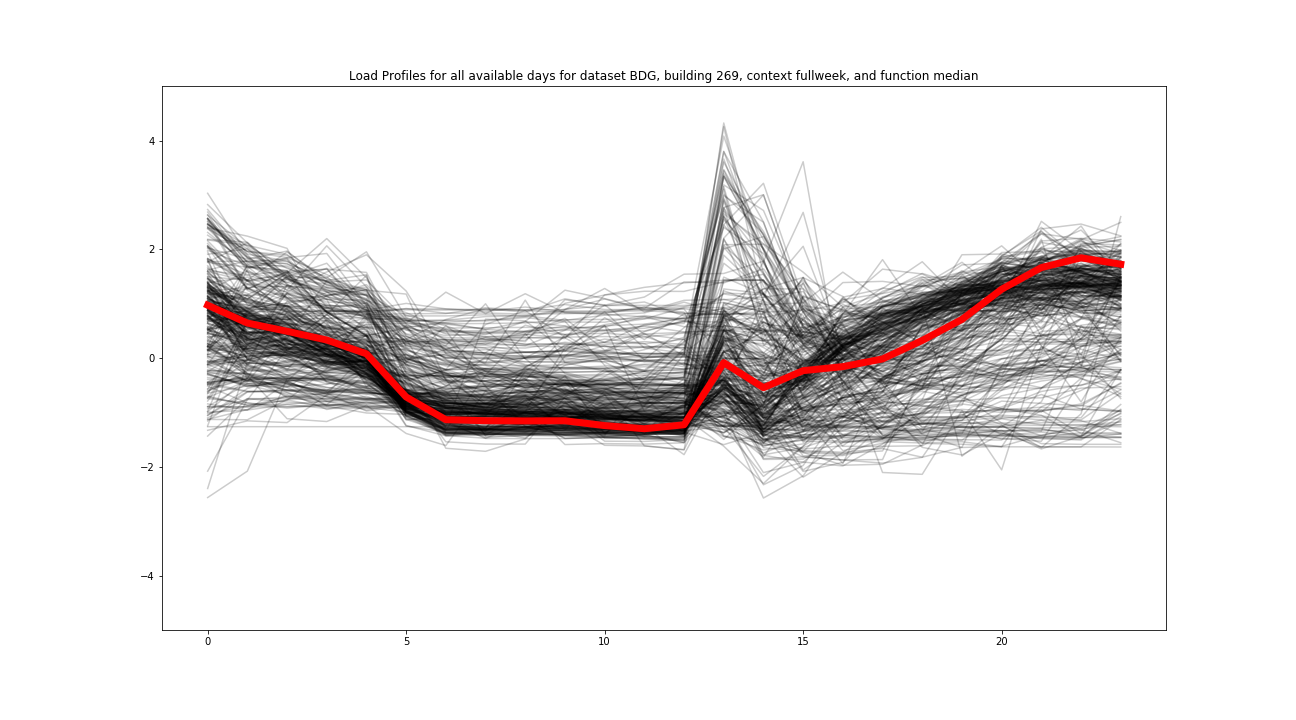 Load Profiles for all available days for dataset BDG, building 269, context fullweek, and function median
4
2
0
−2
−4
0 5 10 15 20